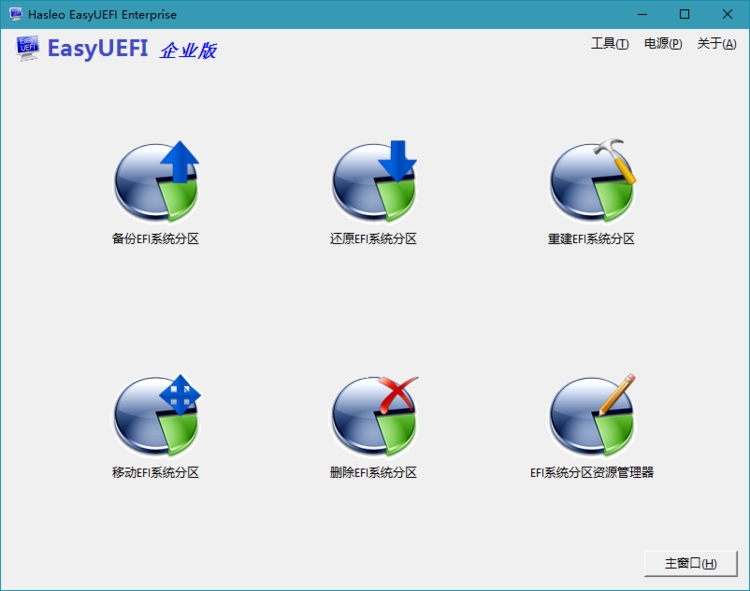 Hasleo EasyUEFI Enterprise
EasyUEFI 企业版
工具(T) 电源(P) 关于(A)
备份EFI系统分区 还原EFI系统分区 重建EFI系统分区
移动EFI系统分区 删除EFI系统分区 EFI系统分区资源管理器
主窗口(H)